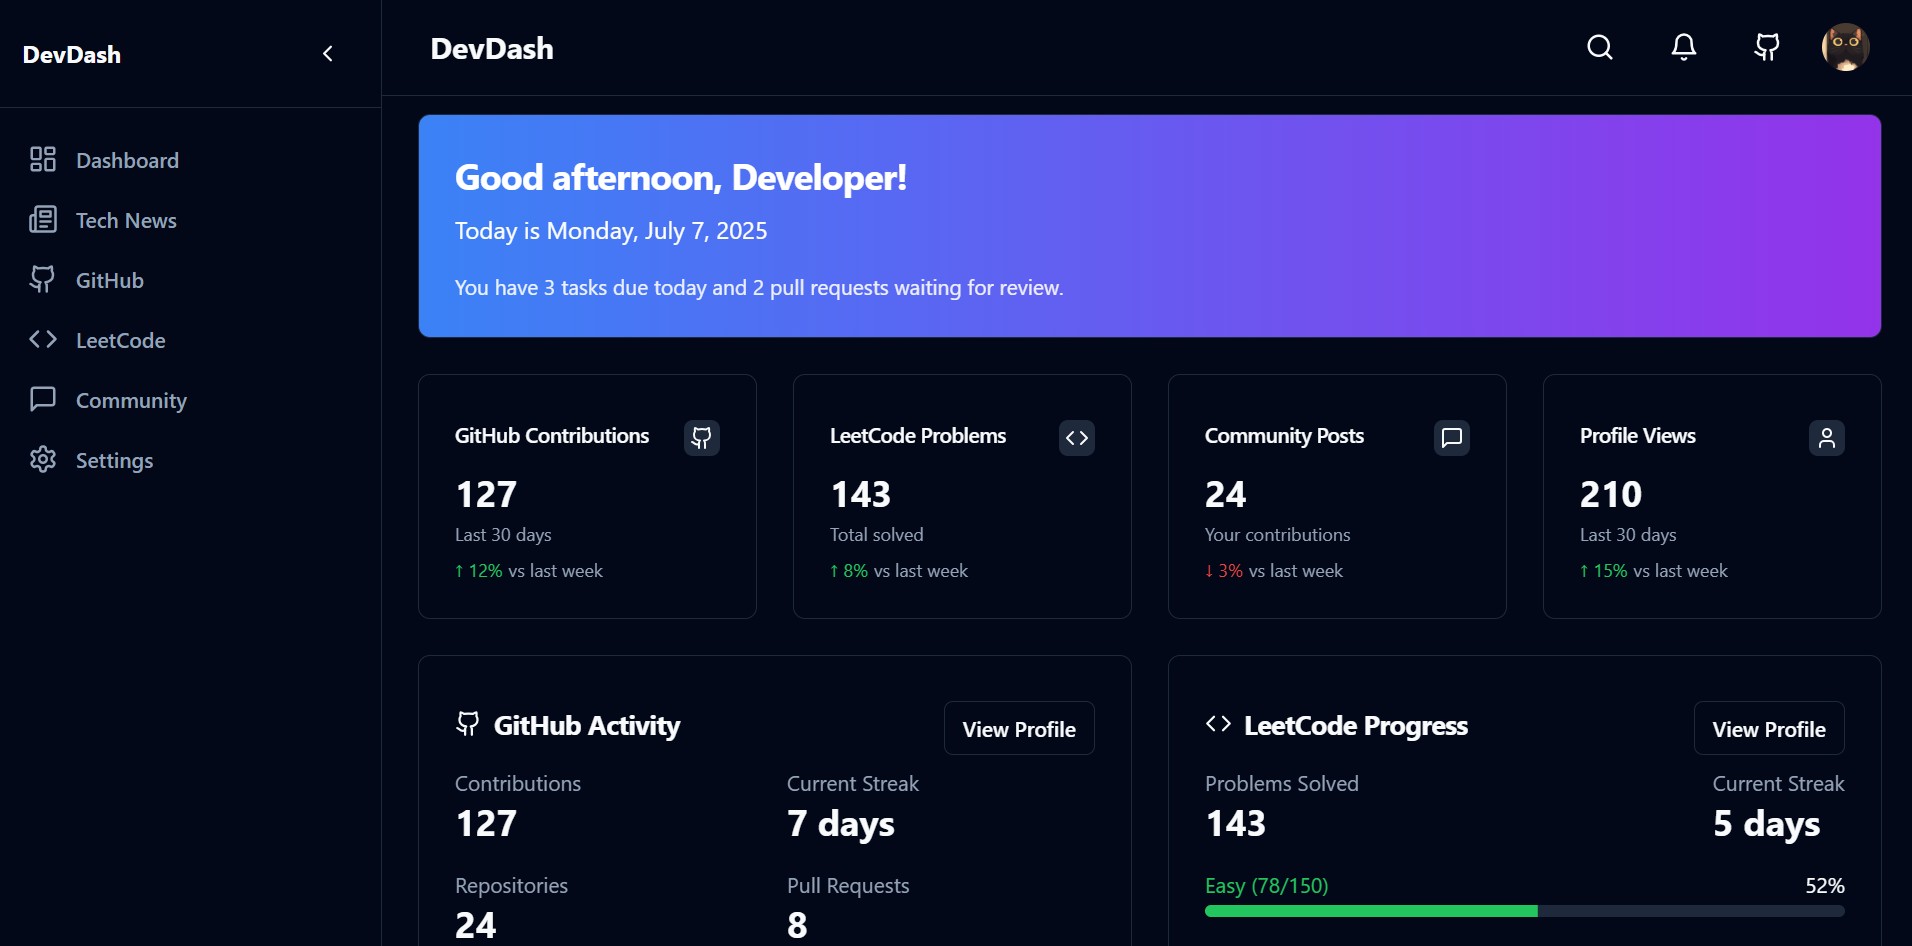 DevDash
Dashboard
Tech News
GitHub
LeetCode
Community
Settings
DevDash
Good afternoon, Developer!
Today is Monday, July 7, 2025
You have 3 tasks due today and 2 pull requests waiting for review.
GitHub Contributions
127
Last 30 days
↑ 12% vs last week
LeetCode Problems
143
Total solved
↑ 8% vs last week
Community Posts
24
Your contributions
↓ 3% vs last week
Profile Views
210
Last 30 days
↑ 15% vs last week
GitHub Activity
View Profile
Contributions
127
Current Streak
7 days
Repositories
24
Pull Requests
8
LeetCode Progress
View Profile
Problems Solved
143
Current Streak
5 days
Easy (78/150)
52%